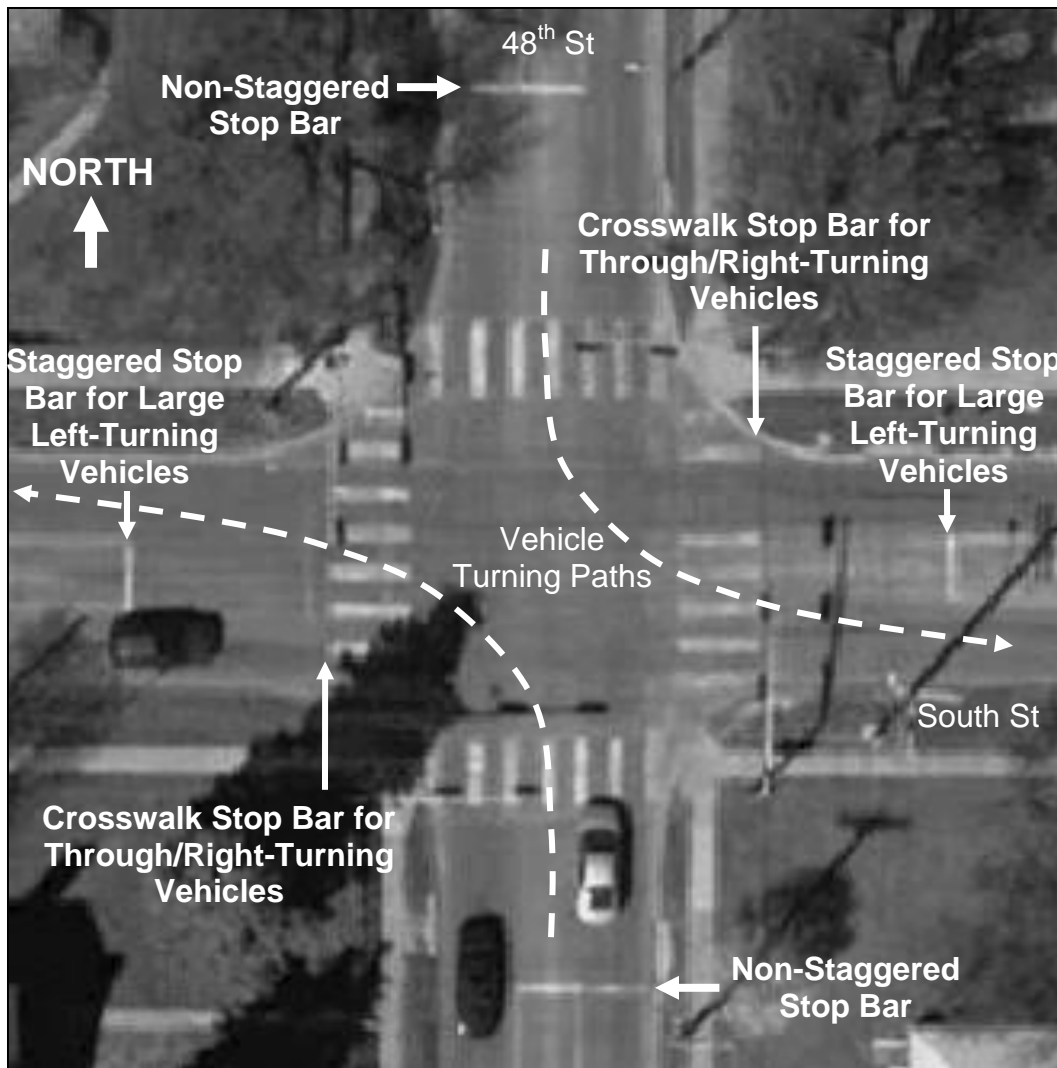 48th St
Non-Staggered
Stop Bar
NORTH
Crosswalk Stop Bar for
Through/Right-Turning
Vehicles
Staggered Stop
Bar for Large
Left-Turning
Vehicles
Staggered Stop
Bar for Large
Left-Turning
Vehicles
Vehicle
Turning Paths
South St
Crosswalk Stop Bar for
Through/Right-Turning
Vehicles
Non-Staggered
Stop Bar